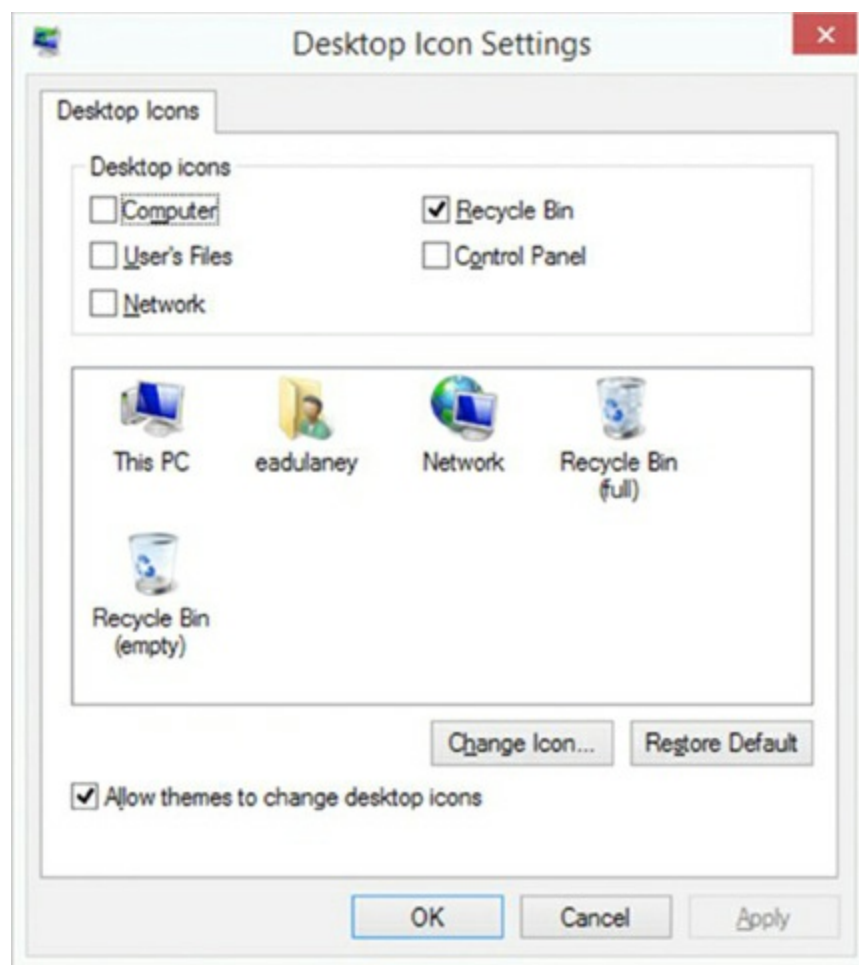 Desktop Icon Settings
Desktop Icons
Desktop icons
Computer
Recycle Bin
User's Files
Control Panel
Network
This PC
eadulaney
Network
Recycle Bin
(full)
Recycle Bin
(empty)
Change Icon...
Restore Default
Allow themes to change desktop icons
OK
Cancel
Apply